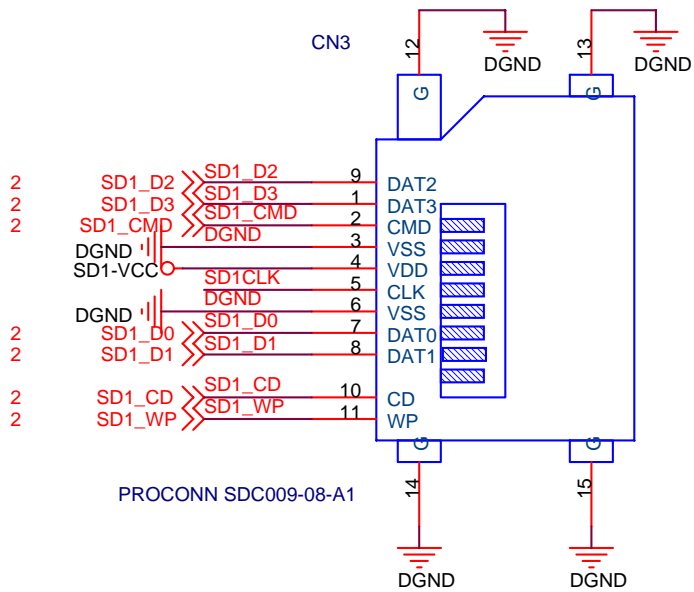 CN3
12
G
DGND
13
G
DGND
2 SD1_D2 SD1_D2 9 DAT2
2 SD1_D3 SD1_D3 1 DAT3
2 SD1_CMD SD1_CMD 2 CMD
DGND DGND 3 VSS
SD1-VCC 4 VDD
SD1CLK 5 CLK
DGND DGND 6 VSS
2 SD1_D0 SD1_D0 7 DAT0
2 SD1_D1 SD1_D1 8 DAT1
2 SD1_CD SD1_CD 10 CD
2 SD1_WP SD1_WP 11 WP
G
G
PROCONN SDC009-08-A1
14
15
DGND
DGND